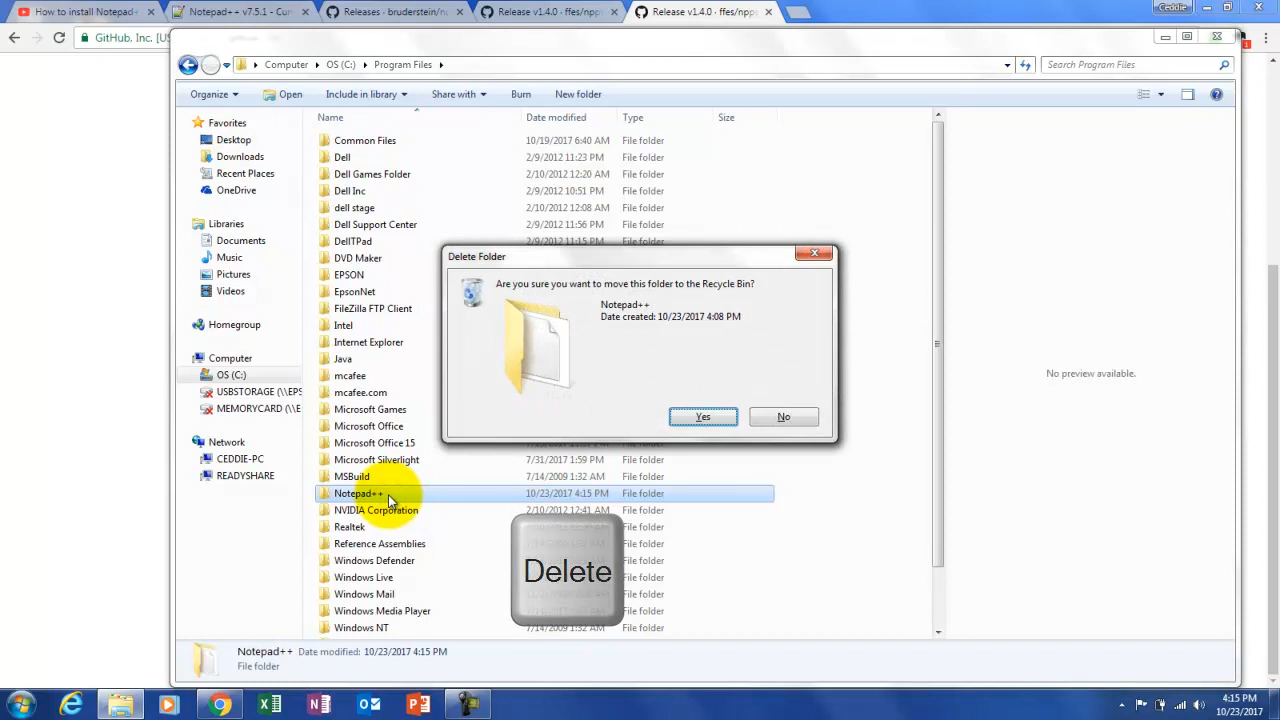 How to install Notepad+
Notepad++ v7.5.1 - Cur
Releases · bruderstein/n
Release v1.4.0 · ffes/npp
Release v1.4.0 · ffes/npp
Ceddie
GitHub, Inc. [US
Computer
OS (C:)
Program Files
Search Program Files
Organize
Open
Include in library
Share with
Burn
New folder
Name
Date modified
Type
Size
Favorites
Desktop
Downloads
Recent Places
OneDrive
Libraries
Documents
Music
Pictures
Videos
Homegroup
Computer
OS (C:)
USBSTORAGE (\\EPS
MEMORYCARD (\\E
Network
CEDDIE-PC
READYSHARE
Common Files 10/19/2017 6:40 AM File folder
Dell 2/9/2012 11:23 PM File folder
Dell Games Folder 2/10/2012 12:20 AM File folder
Dell Inc 2/9/2012 10:51 PM File folder
dell stage 2/10/2012 12:08 AM File folder
Dell Support Center 2/9/2012 11:56 PM File folder
DellTPad 2/9/2012 11:15 PM File folder
DVD Maker
EPSON
EpsonNet
FileZilla FTP Client
Intel
Internet Explorer
Java
mcafee
mcafee.com
Microsoft Games
Microsoft Office
Microsoft Office 15
Microsoft Silverlight 7/31/2017 1:59 PM File folder
MSBuild 7/14/2009 1:32 AM File folder
Notepad++ 10/23/2017 4:15 PM File folder
NVIDIA Corporation 2/10/2012 12:41 AM File folder
Realtek File folder
Reference Assemblies File folder
Windows Defender File folder
Windows Live File folder
Windows Mail File folder
Windows Media Player File folder
Windows NT 7/14/2009 1:32 AM File folder
Delete Folder
Are you sure you want to move this folder to the Recycle Bin?
Notepad++
Date created: 10/23/2017 4:08 PM
Yes
No
Delete
No preview available.
Notepad++ Date modified: 10/23/2017 4:15 PM
File folder
4:15 PM
10/23/2017